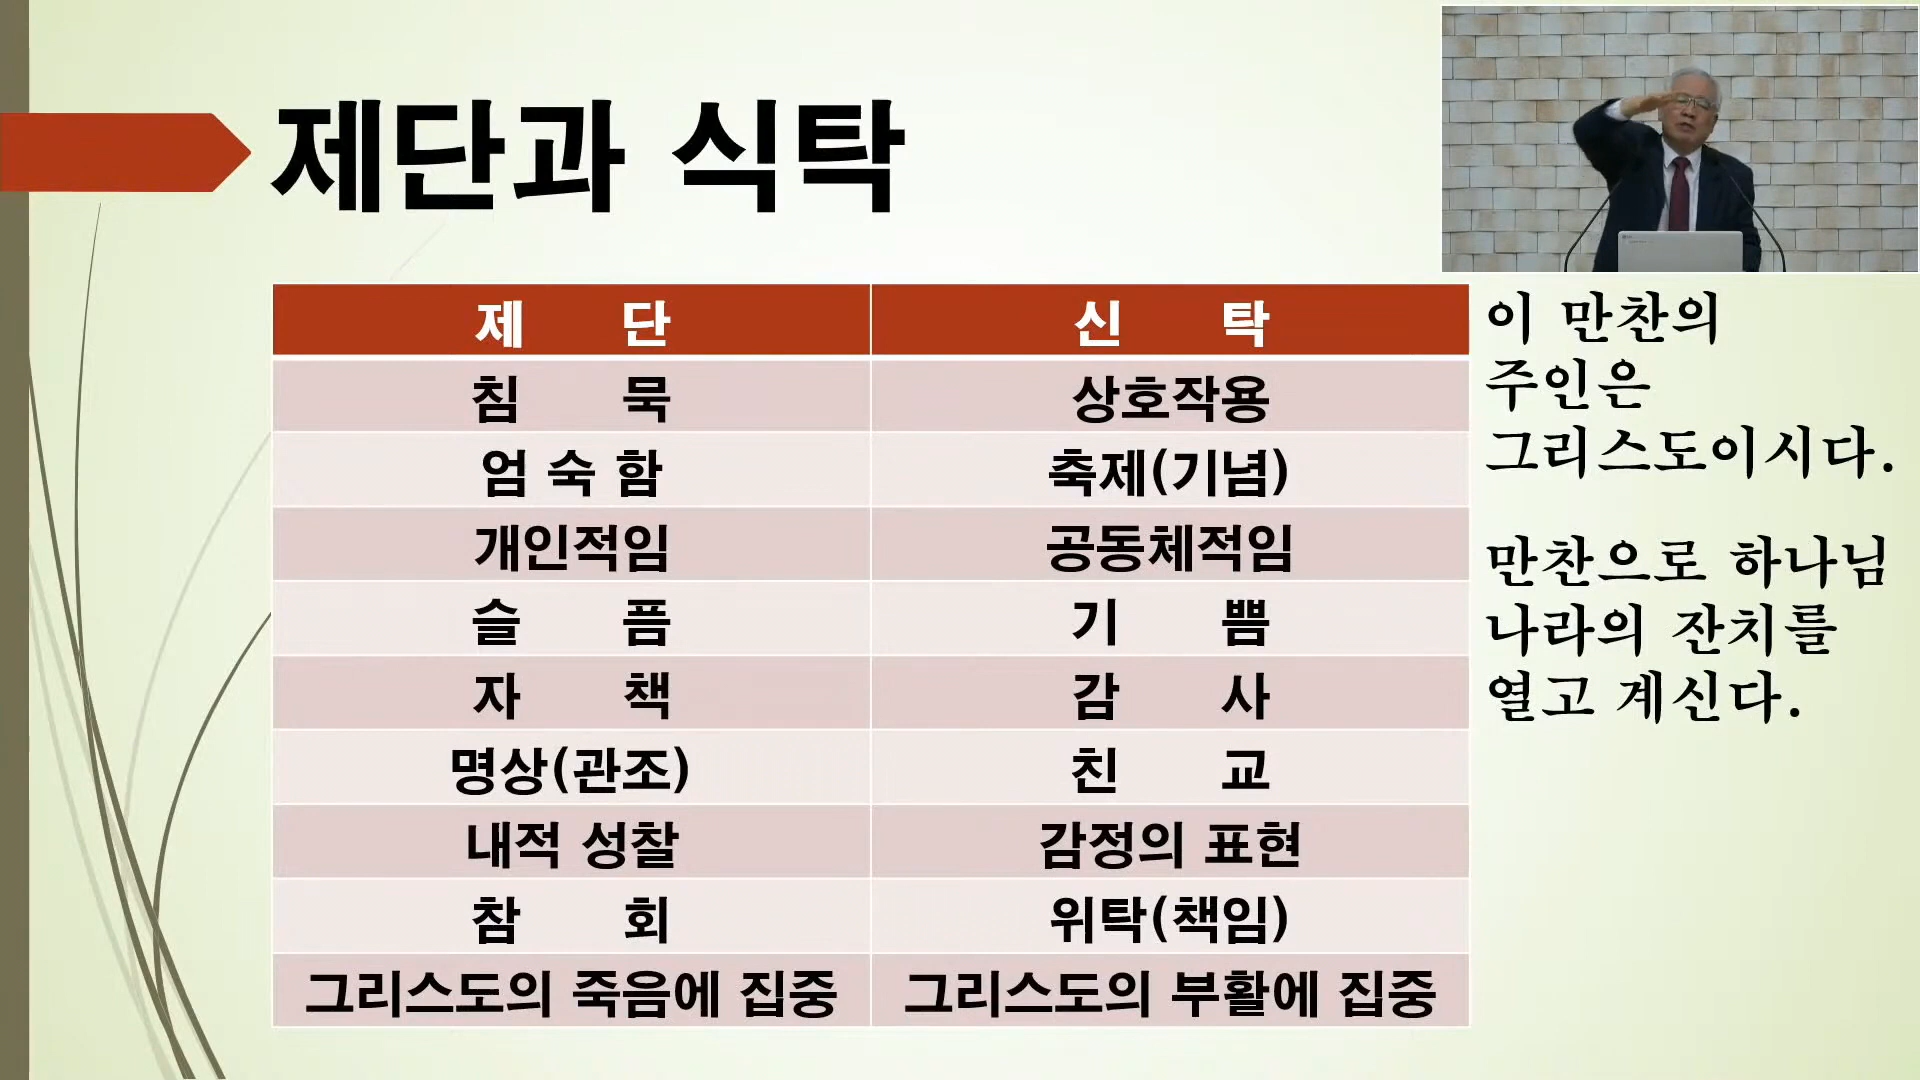 제단과 식탁
제 단 신 탁
침 묵 상호작용
엄 숙 함 축제(기념)
개인적임 공동체적임
슬 픔 기 쁨
자 책 감 사
명상(관조) 친 교
내적 성찰 감정의 표현
참 회 위탁(책임)
그리스도의 죽음에 집중 그리스도의 부활에 집중
이 만찬의
주인은
그리스도이시다.
만찬으로 하나님
나라의 잔치를
열고 계신다.